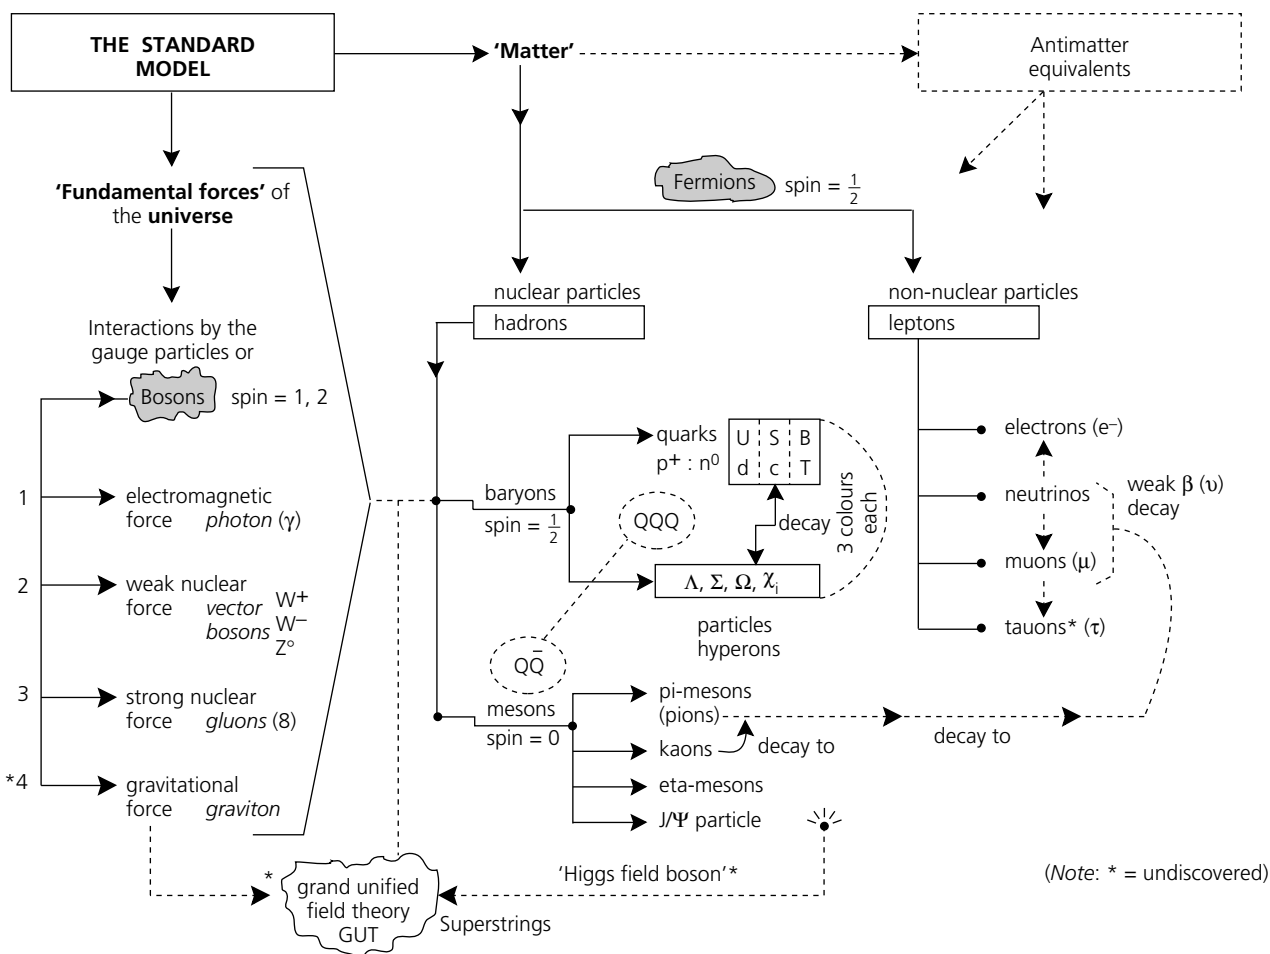 THE STANDARD
MODEL
'Matter'
Antimatter
equivalents
'Fundamental forces' of
the universe
Fermions
spin = 1/2
Interactions by the
gauge particles or
Bosons
spin = 1, 2
1
electromagnetic
force photon (γ)
2
weak nuclear
force vector
bosons
W+
W–
Z°
3
strong nuclear
force gluons (8)
*4
gravitational
force graviton
nuclear particles
hadrons
non-nuclear particles
leptons
baryons
spin = 1/2
quarks
p+ : n0
U S B
d c T
3 colours
each
QQQ
decay
Λ, Σ, Ω, χi
particles
hyperons
QQ̄
mesons
spin = 0
pi-mesons
(pions)
kaons
decay to
decay to
eta-mesons
J/Ψ particle
electrons (e–)
neutrinos
muons (μ)
tauons* (τ)
weak β (υ)
decay
*
grand unified
field theory
GUT
'Higgs field boson'*
Superstrings
(Note: * = undiscovered)